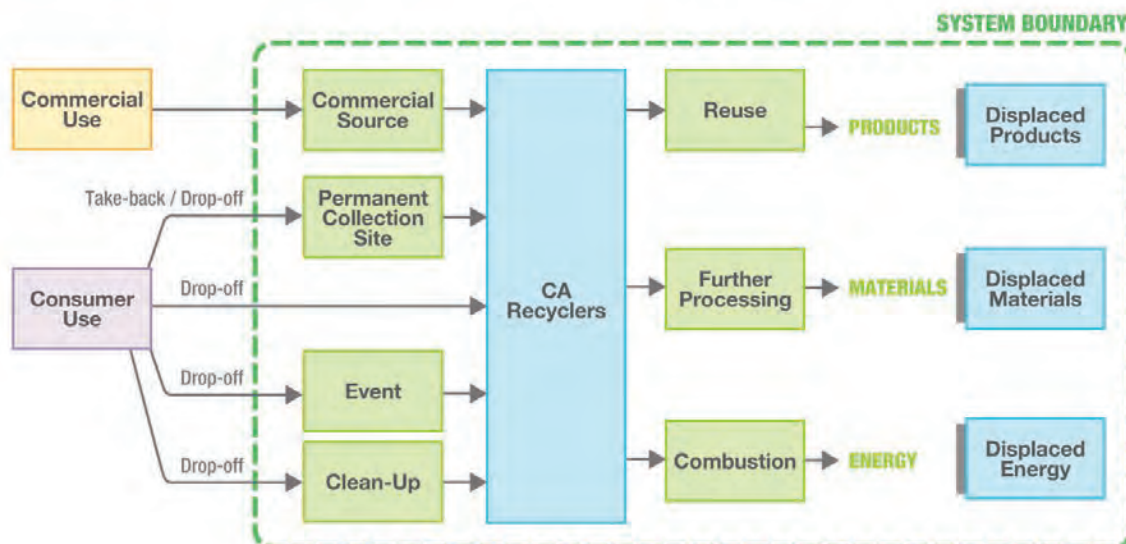 SYSTEM BOUNDARY
Commercial
Use
Commercial
Source
Reuse
PRODUCTS
Displaced
Products
Take-back / Drop-off
Permanent
Collection
Site
Consumer
Use
Drop-off
CA
Recyclers
Further
Processing
MATERIALS
Displaced
Materials
Drop-off
Event
Drop-off
Clean-Up
Combustion
ENERGY
Displaced
Energy